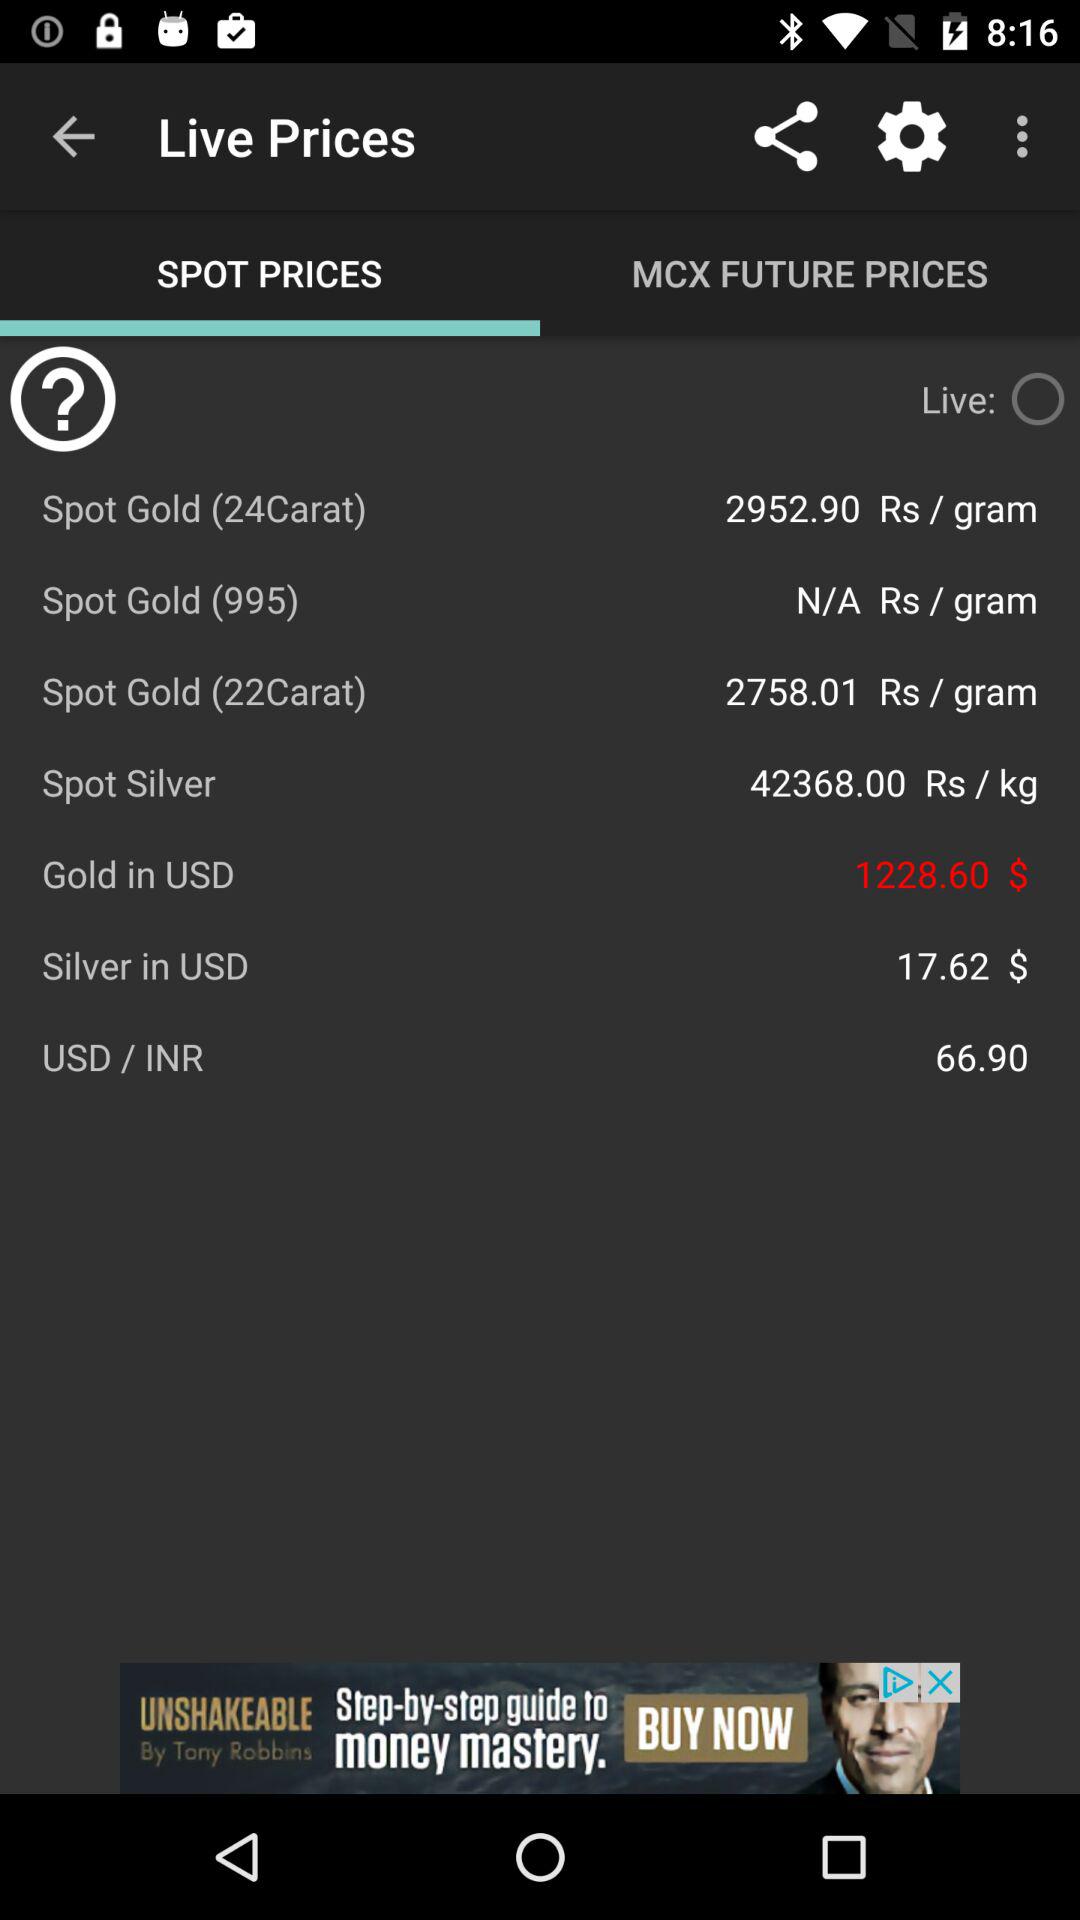 8:16
Live Prices
SPOT PRICES MCX FUTURE PRICES
? Live:
Spot Gold (24Carat) 2952.90 Rs / gram
Spot Gold (995) N/A Rs / gram
Spot Gold (22Carat) 2758.01 Rs / gram
Spot Silver 42368.00 Rs / kg
Gold in USD 1228.60 $
Silver in USD 17.62 $
USD / INR 66.90
UNSHAKEABLE
By Tony Robbins
Step-by-step guide to
money mastery.
BUY NOW